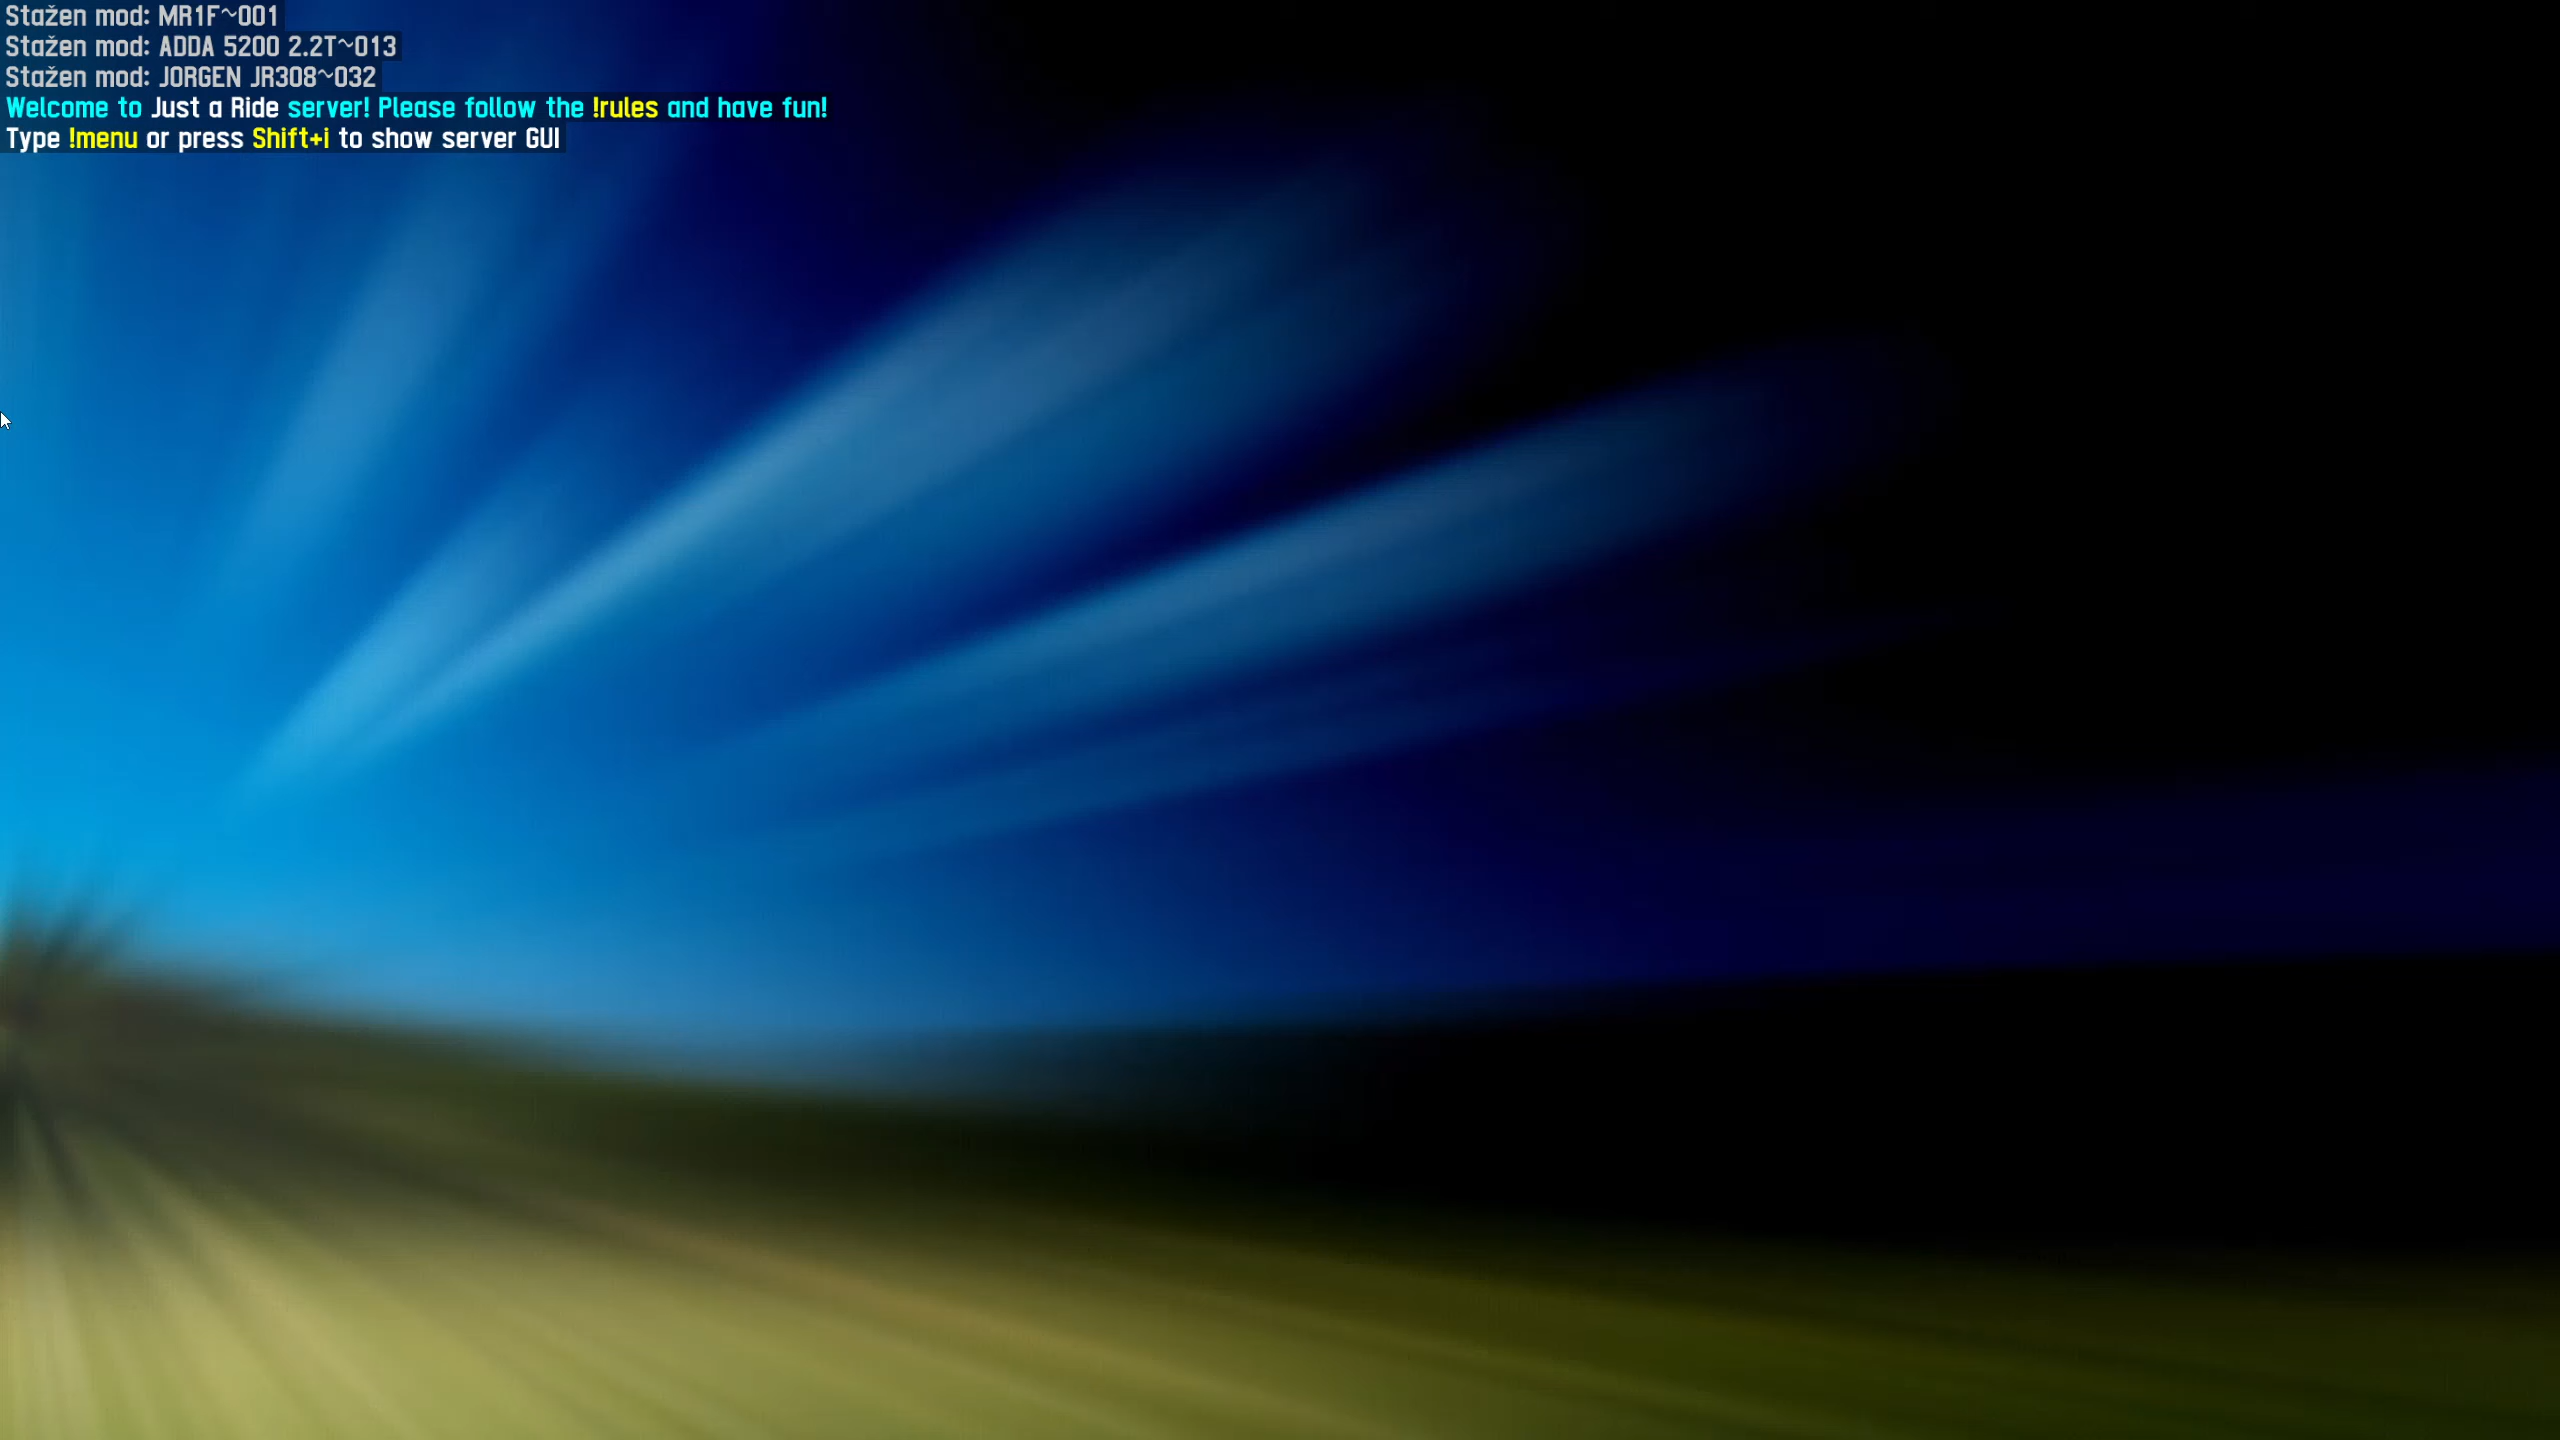 Stažen mod: MR1F~001
Stažen mod: ADDA 5200 2.2T~013
Stažen mod: JORGEN JR308~032
Welcome to Just a Ride server! Please follow the !rules and have fun!
Type !menu or press Shift+i to show server GUI